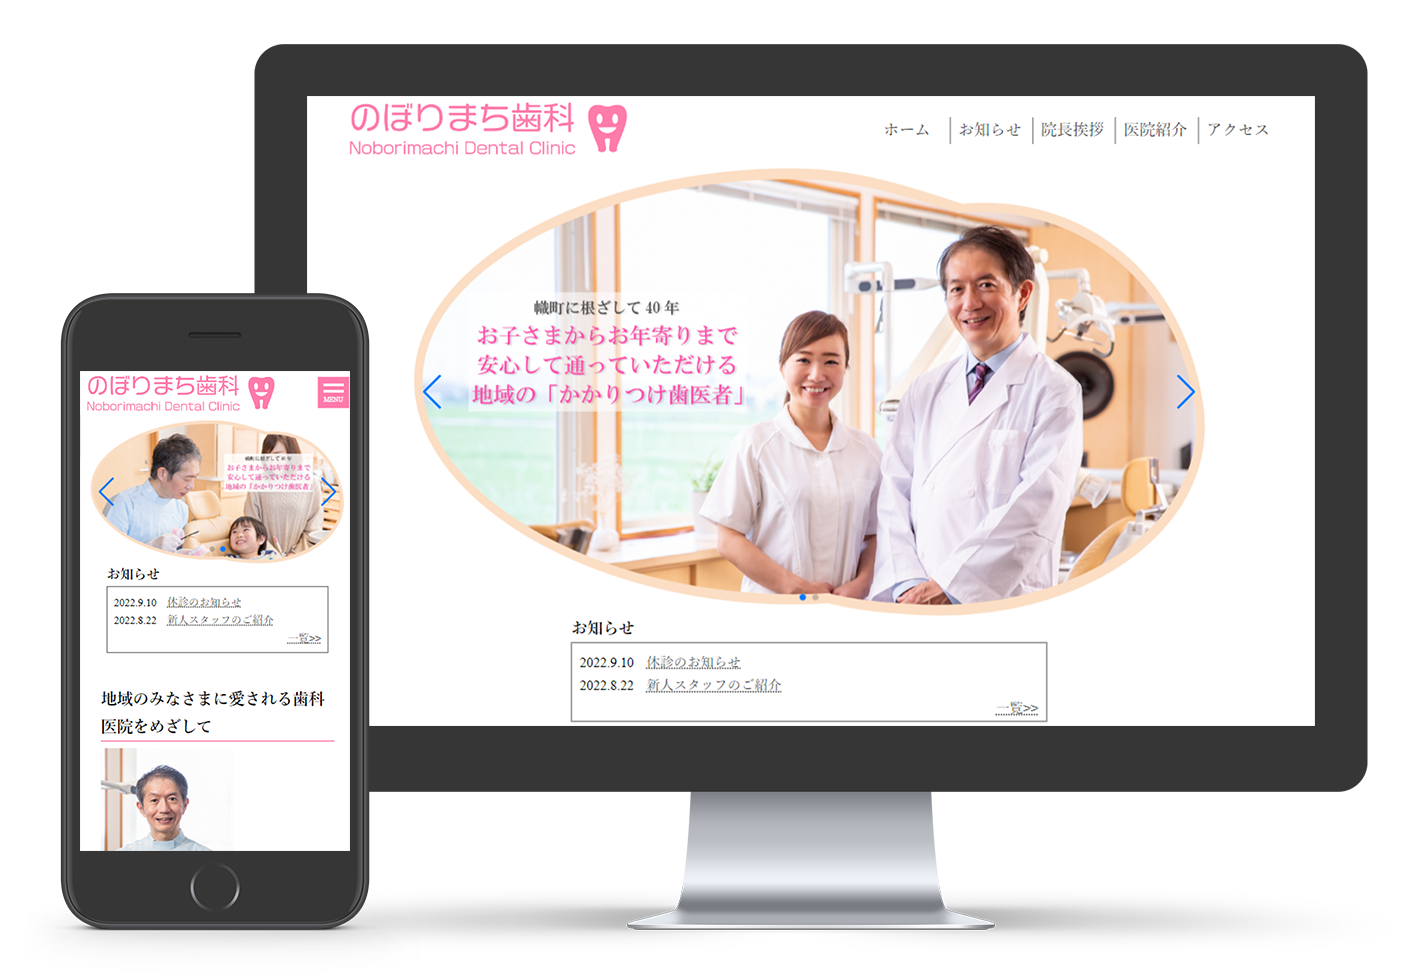 のぼりまち歯科
Noborimachi Dental Clinic
ホーム
お知らせ
院長挨拶
医院紹介
アクセス
幟町に根ざして 40 年
お子さまからお年寄りまで
安心して通っていただける
地域の「かかりつけ歯医者」
お知らせ
2022.9.10 休診のお知らせ
2022.8.22 新人スタッフのご紹介
一覧>>
のぼりまち歯科
Noborimachi Dental Clinic
MENU
幟町に根ざして 40 年
お子さまからお年寄りまで
安心して通っていただける
地域の「かかりつけ歯医者」
お知らせ
2022.9.10 休診のお知らせ
2022.8.22 新人スタッフのご紹介
一覧>>
地域のみなさまに愛される歯科
医院をめざして